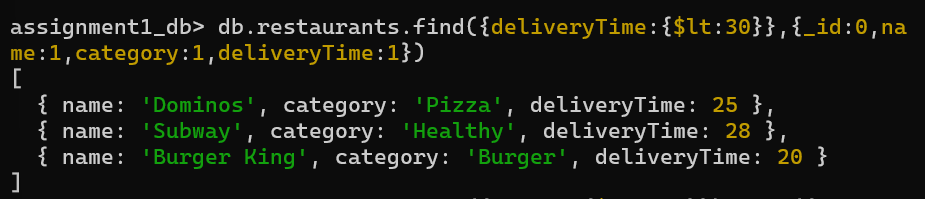 assignment1_db> db.restaurants.find({deliveryTime:{$lt:30}},{_id:0,na
me:1,category:1,deliveryTime:1})
[
  { name: 'Dominos', category: 'Pizza', deliveryTime: 25 },
  { name: 'Subway', category: 'Healthy', deliveryTime: 28 },
  { name: 'Burger King', category: 'Burger', deliveryTime: 20 }
]